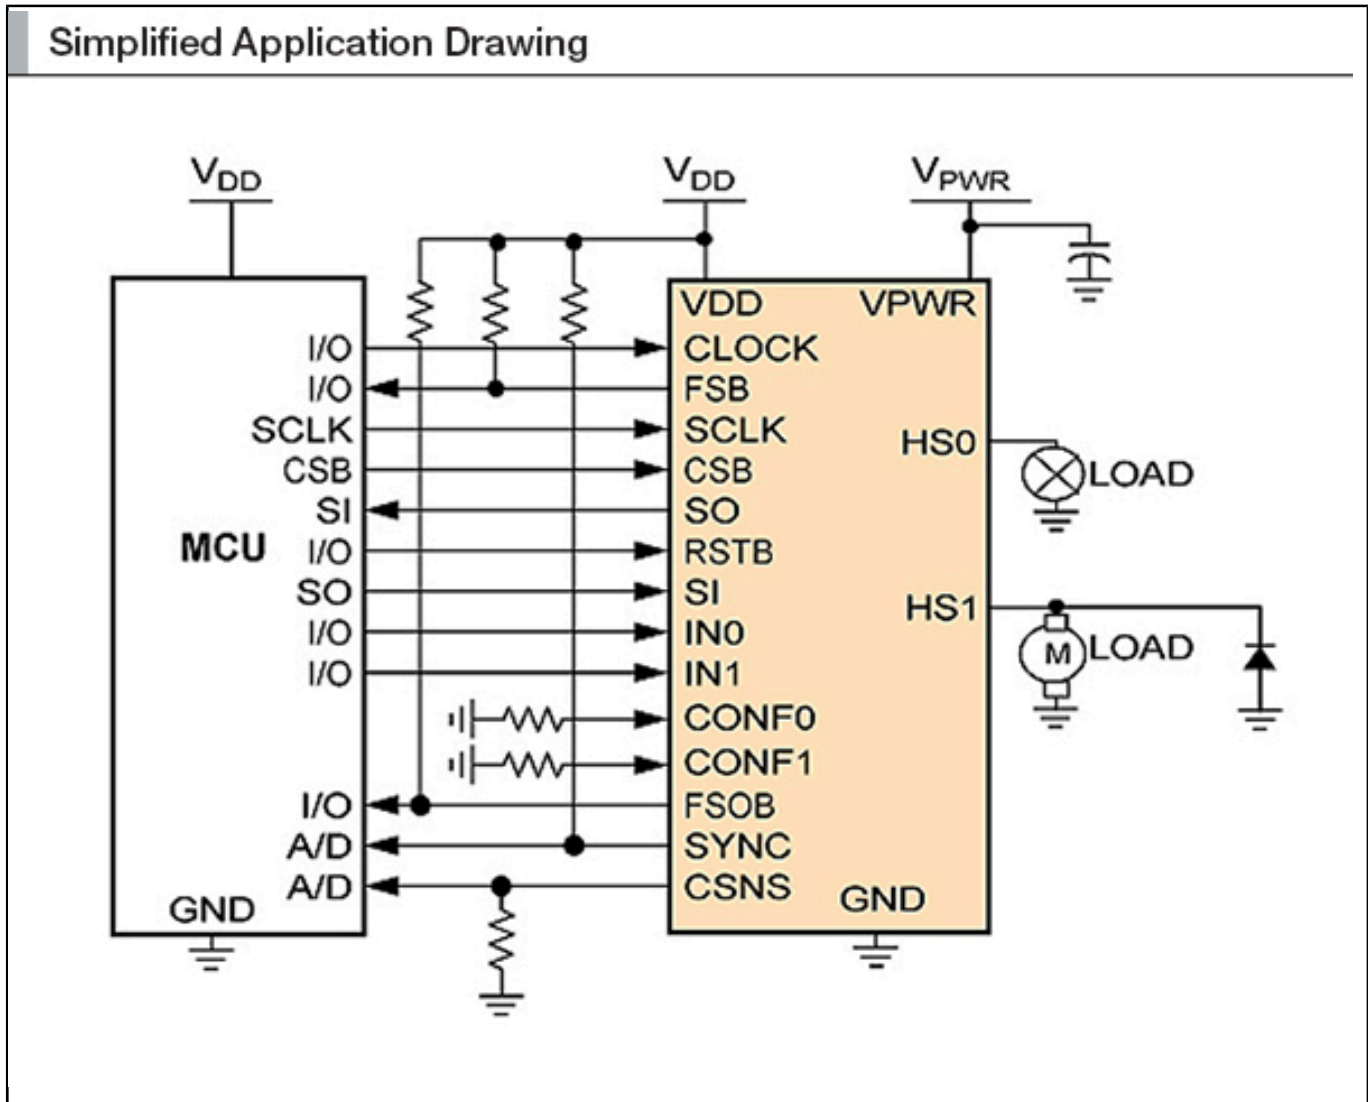 Simplified Application Drawing
VDD
VDD
VPWR
VDD VPWR
I/O CLOCK
I/O FSB
SCLK SCLK
HS0
CSB CSB
LOAD
SI SO
MCU
I/O RSTB
SO SI
HS1
I/O IN0
M LOAD
I/O IN1
CONF0
CONF1
I/O FSOB
A/D SYNC
A/D CSNS
GND GND